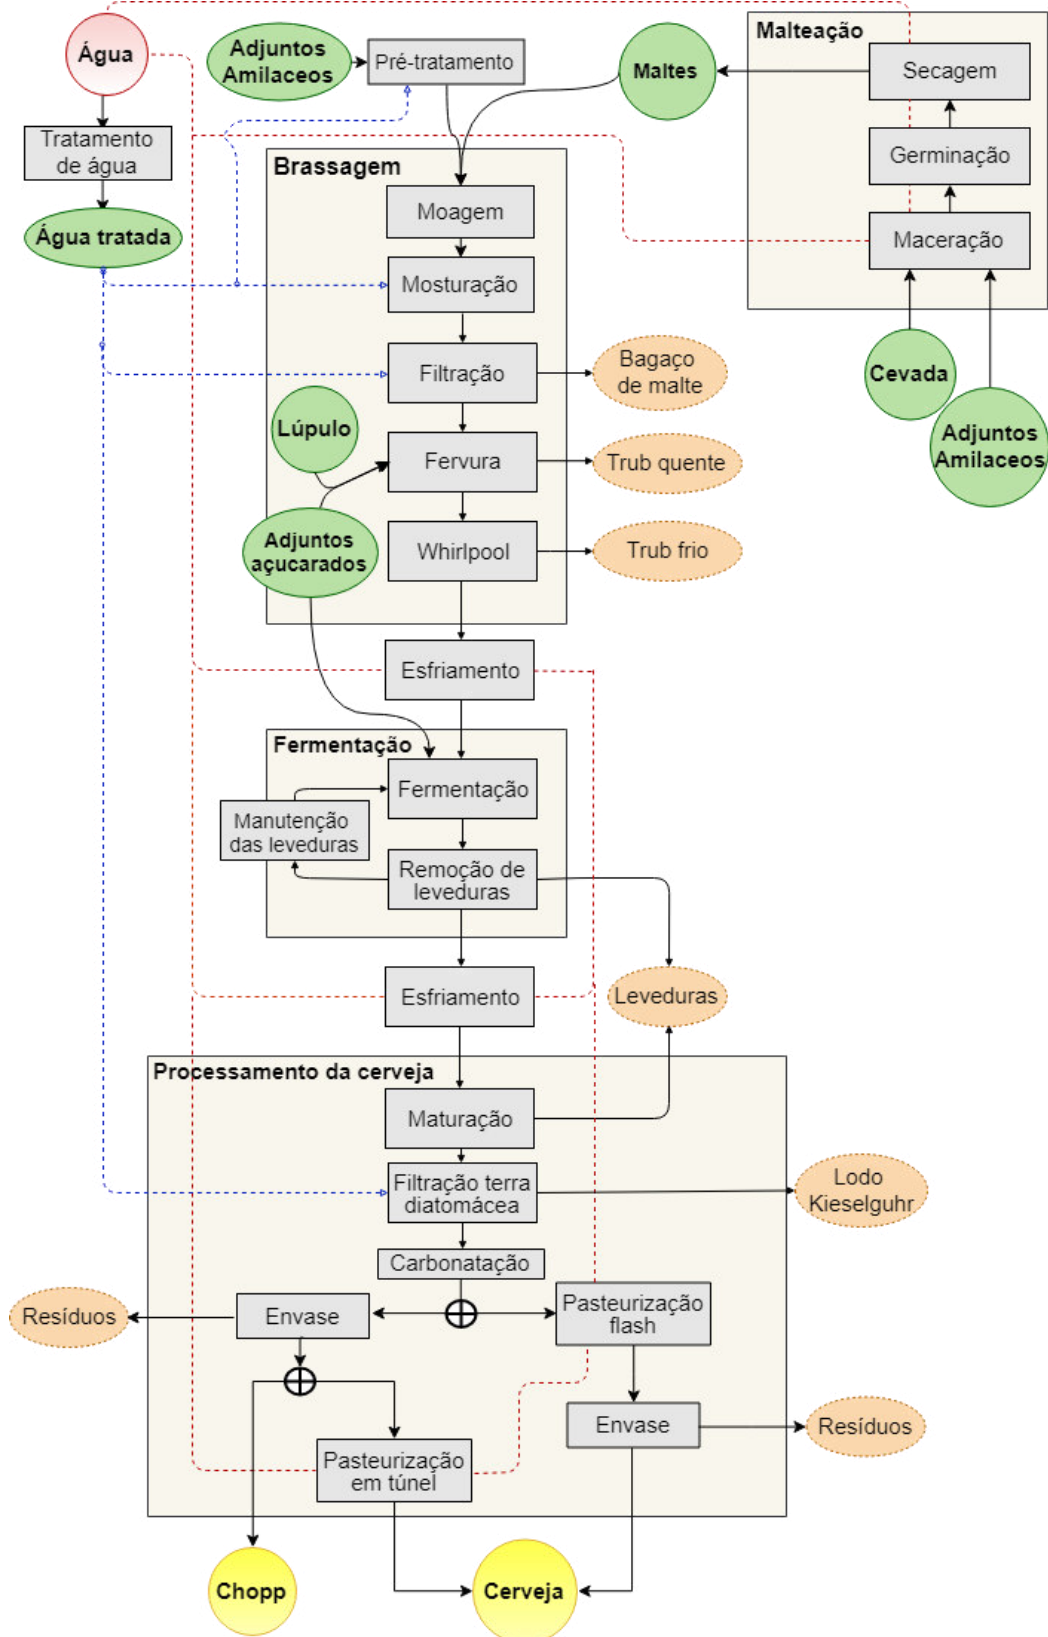 Água
Adjuntos
Amilaceos
Pré-tratamento
Maltes
Malteação
Secagem
Germinação
Maceração
Cevada
Adjuntos
Amilaceos
Tratamento
de água
Água tratada
Brassagem
Moagem
Mosturação
Filtração
Bagaço
de malte
Lúpulo
Fervura
Trub quente
Adjuntos
açucarados
Whirlpool
Trub frio
Esfriamento
Fermentação
Fermentação
Manutenção
das leveduras
Remoção de
leveduras
Esfriamento
Leveduras
Processamento da cerveja
Maturação
Filtração terra
diatomácea
Lodo
Kieselguhr
Carbonatação
Resíduos
Envase
Pasteurização
flash
Envase
Resíduos
Pasteurização
em túnel
Chopp
Cerveja